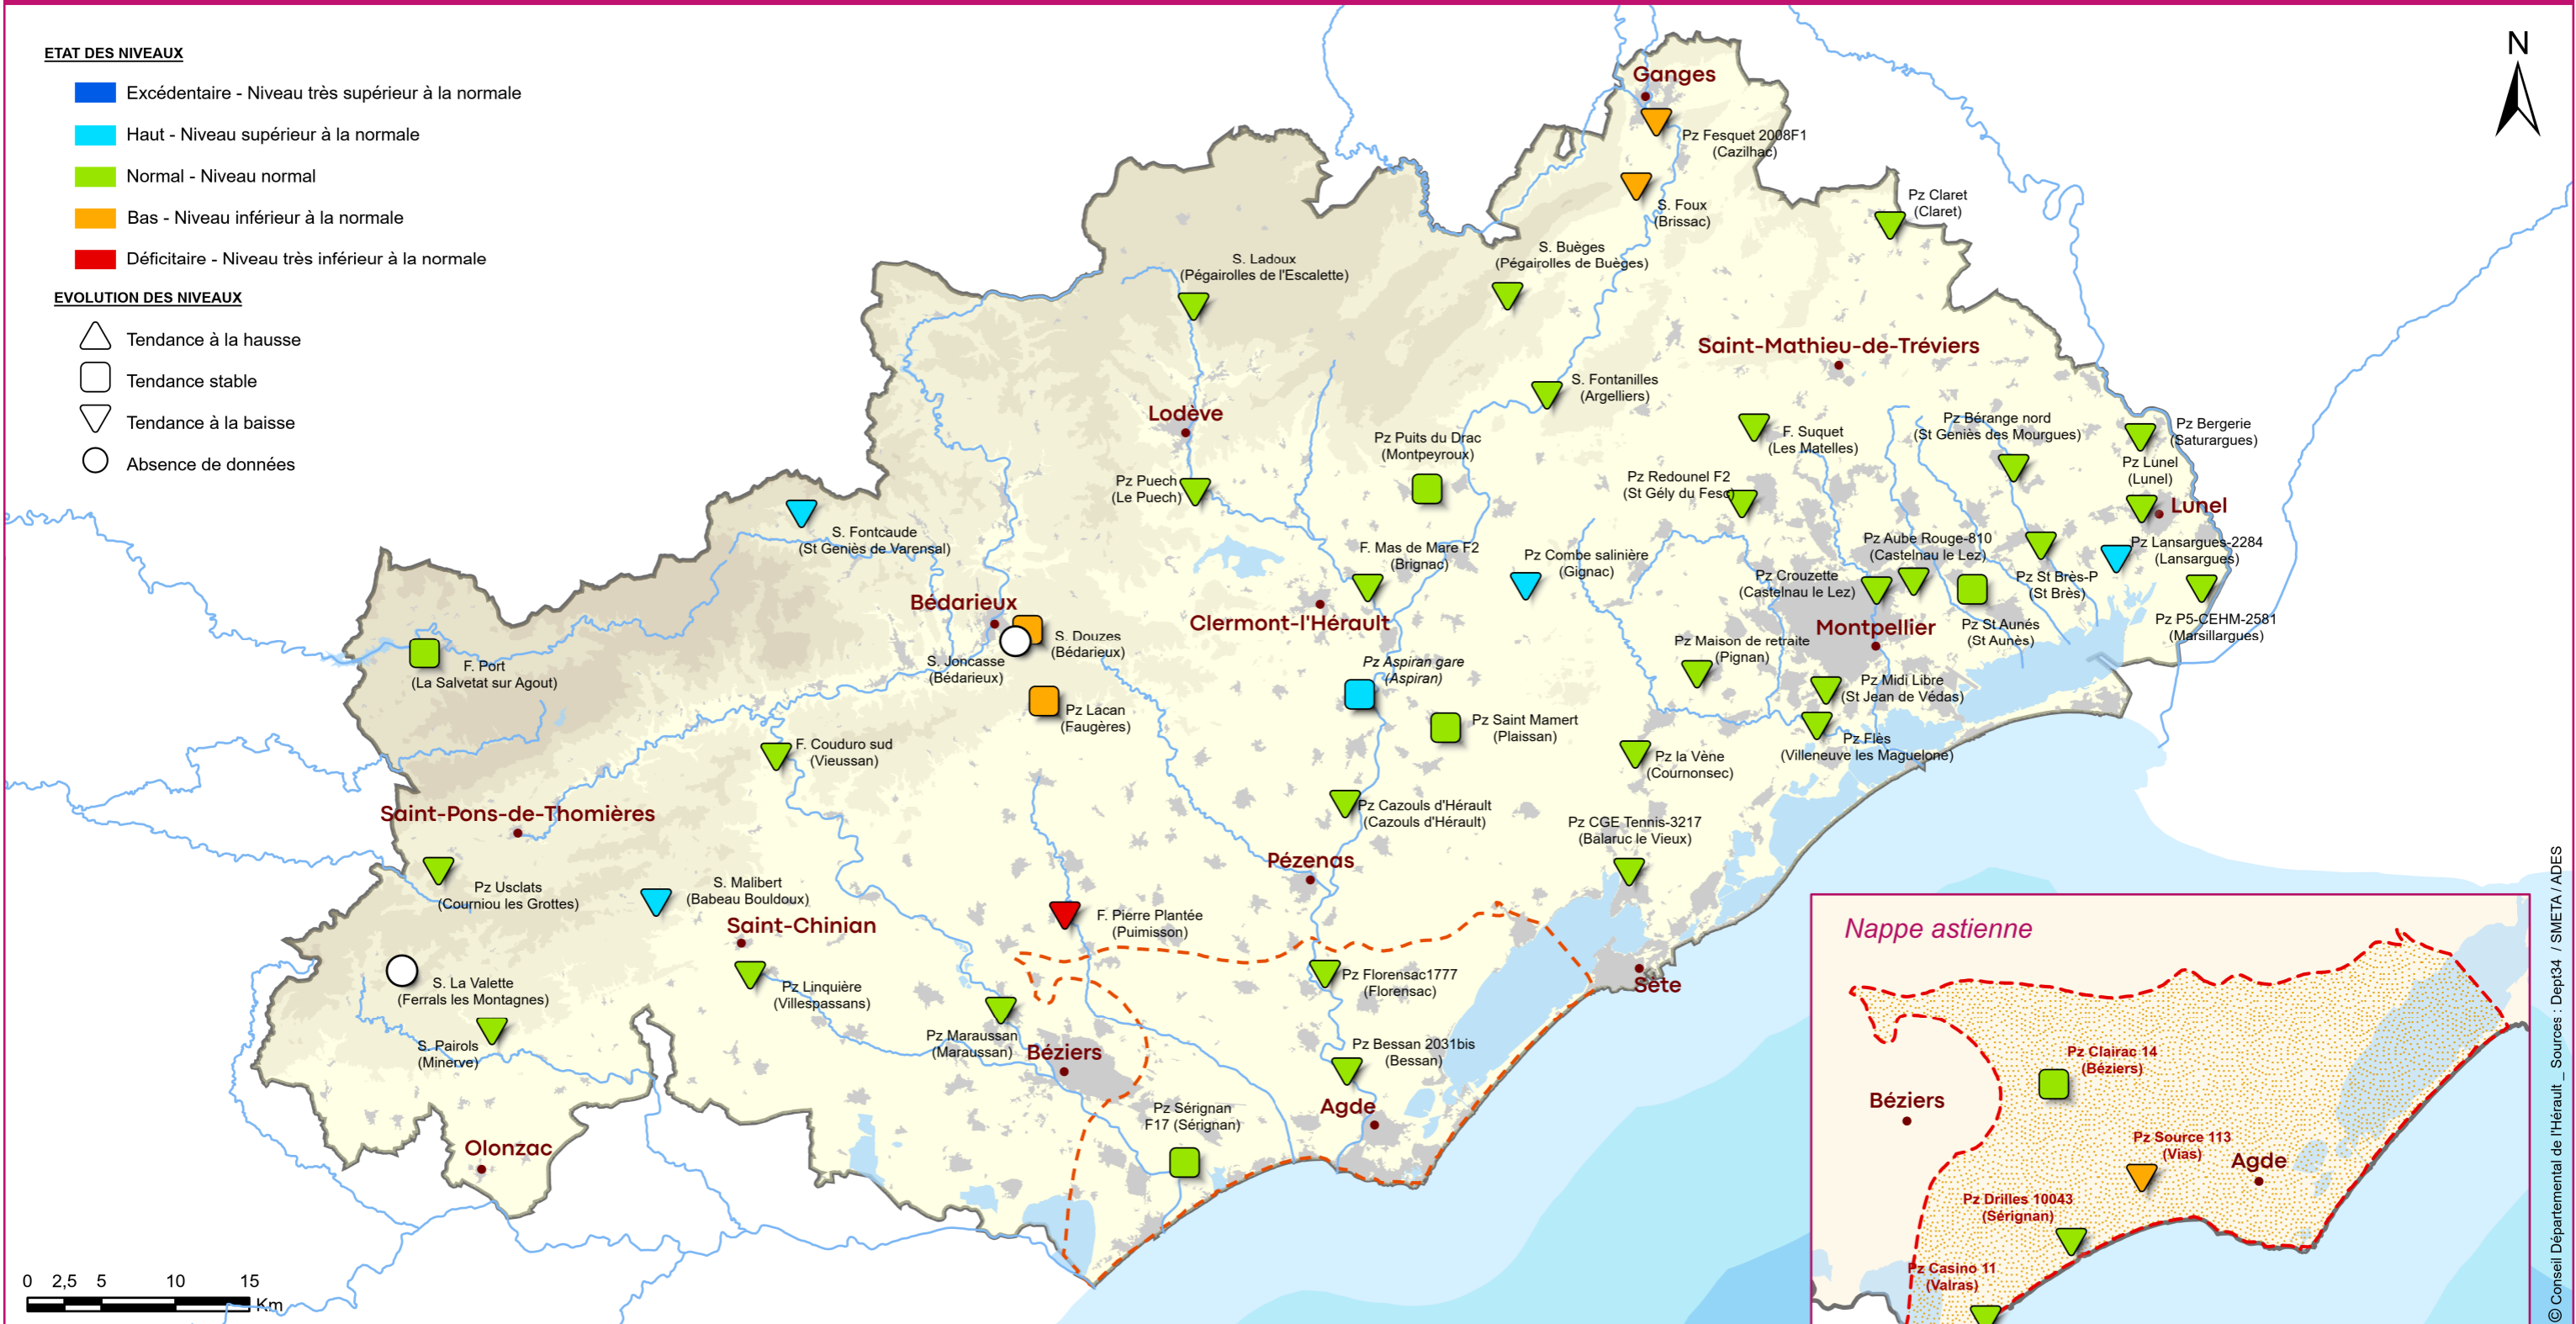 ETAT DES NIVEAUX
Excédentaire - Niveau très supérieur à la normale
Haut - Niveau supérieur à la normale
Normal - Niveau normal
Bas - Niveau inférieur à la normale
Déficitaire - Niveau très inférieur à la normale
EVOLUTION DES NIVEAUX
Tendance à la hausse
Tendance stable
Tendance à la baisse
Absence de données
N
Ganges
Pz Fesquet 2008F1
(Cazilhac)
S. Foux
(Brissac)
Pz Claret
(Claret)
S. Buèges
(Pégairolles de Buèges)
S. Ladoux
(Pégairolles de l'Escalette)
Saint-Mathieu-de-Tréviers
S. Fontanilles
(Argelliers)
Lodève
Pz Puits du Drac
(Montpeyroux)
F. Suquet
(Les Matelles)
Pz Bérange nord
(St Geniès des Mourgues)
Pz Bergerie
(Saturargues)
Pz Lunel
(Lunel)
Lunel
Pz Puech
(Le Puech)
Pz Redounel F2
(St Gély du Fesc)
S. Fontcaude
(St Geniès de Varensal)
F. Mas de Mare F2
(Brignac)
Pz Combe salinière
(Gignac)
Pz Aube Rouge-810
(Castelnau le Lez)
Pz Lansargues-2284
(Lansargues)
Pz Crouzette
(Castelnau le Lez)
Pz St Brès-P
(St Brès)
Bédarieux
Clermont-l'Hérault
Montpellier
Pz St Aunés
(St Aunès)
Pz P5-CEHM-2581
(Marsillargues)
S. Douzes
(Bédarieux)
S. Joncasse
(Bédarieux)
Pz Maison de retraite
(Pignan)
F. Port
(La Salvetat sur Agout)
Pz Aspiran gare
(Aspiran)
Pz Midi Libre
(St Jean de Védas)
Pz Lacan
(Faugères)
Pz Saint Mamert
(Plaissan)
Pz Flès
(Villeneuve les Maguelone)
F. Couduro sud
(Vieussan)
Pz la Vène
(Cournonsec)
Saint-Pons-de-Thomières
Pz Cazouls d'Hérault
(Cazouls d'Hérault)
Pz CGE Tennis-3217
(Balaruc le Vieux)
Pézenas
Pz Usclats
(Courniou les Grottes)
S. Malibert
(Babeau Bouldoux)
Saint-Chinian
F. Pierre Plantée
(Puimisson)
S. La Valette
(Ferrals les Montagnes)
Pz Linquière
(Villespassans)
Pz Florensac1777
(Florensac)
Sète
S. Pairols
(Minerve)
Pz Maraussan
(Maraussan)
Béziers
Pz Bessan 2031bis
(Bessan)
Agde
Pz Sérignan
F17 (Sérignan)
Olonzac
0 2,5 5 10 15
Km
Nappe astienne
Pz Clairac 14
(Béziers)
Béziers
Pz Source 113
(Vias)
Agde
Pz Drilles 10043
(Sérignan)
Pz Casino 11
(Valras)
© Conseil Départemental de l'Hérault _ Sources : Dept34 / SMETA / ADES